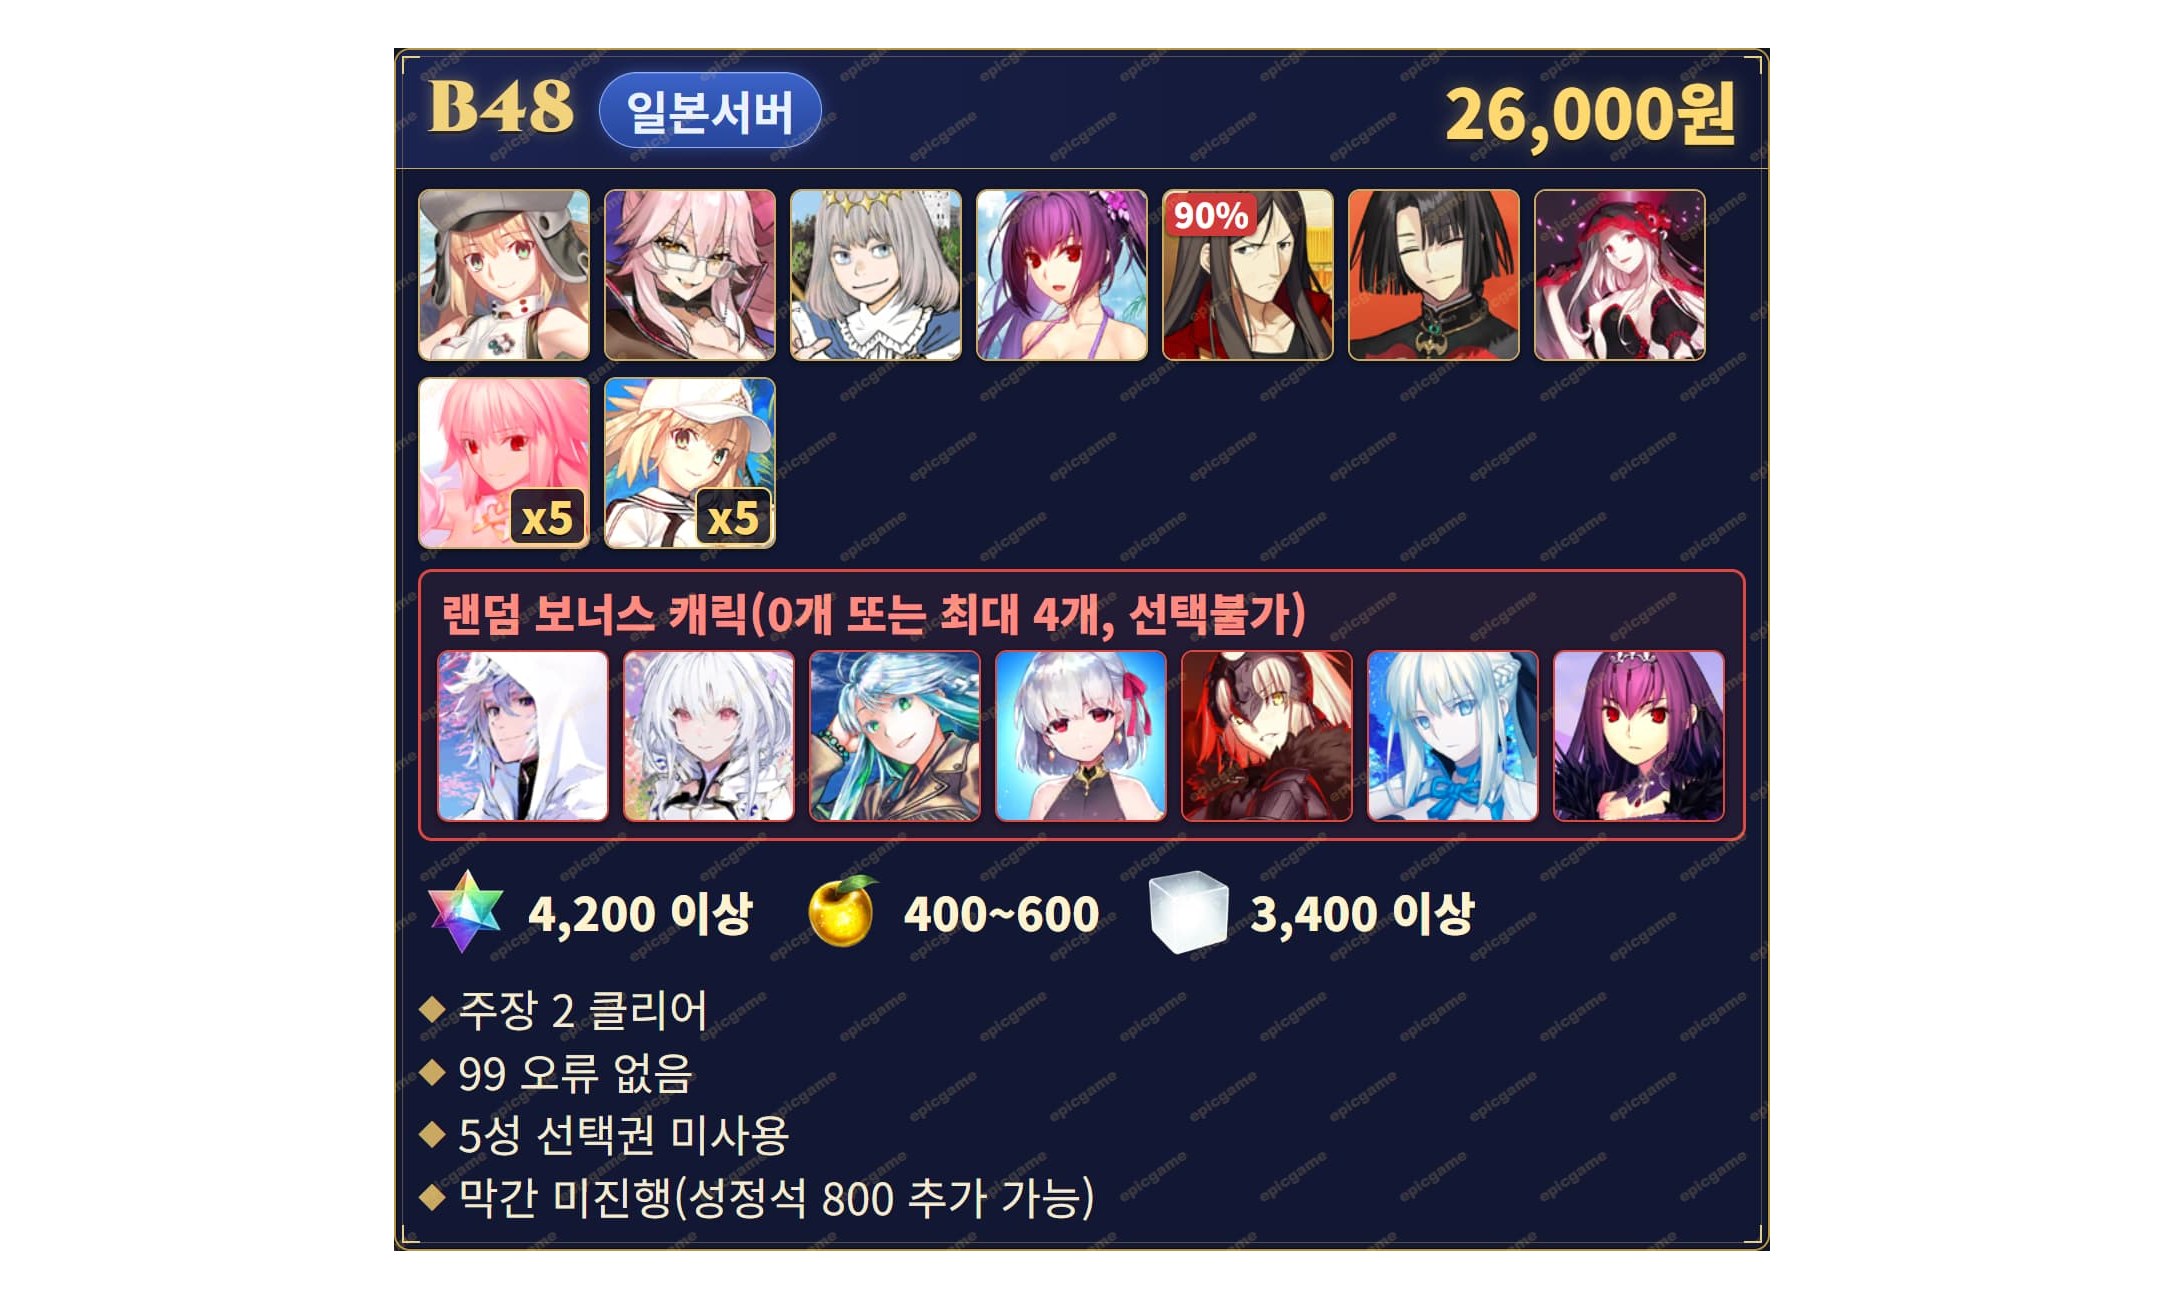 B48 일본서버 26,000원
90%
x5 x5
랜덤 보너스 캐릭(0개 또는 최대 4개, 선택불가)
4,200 이상 400~600 3,400 이상
주장 2 클리어
99 오류 없음
5성 선택권 미사용
막간 미진행(성정석 800 추가 가능)
epicgame